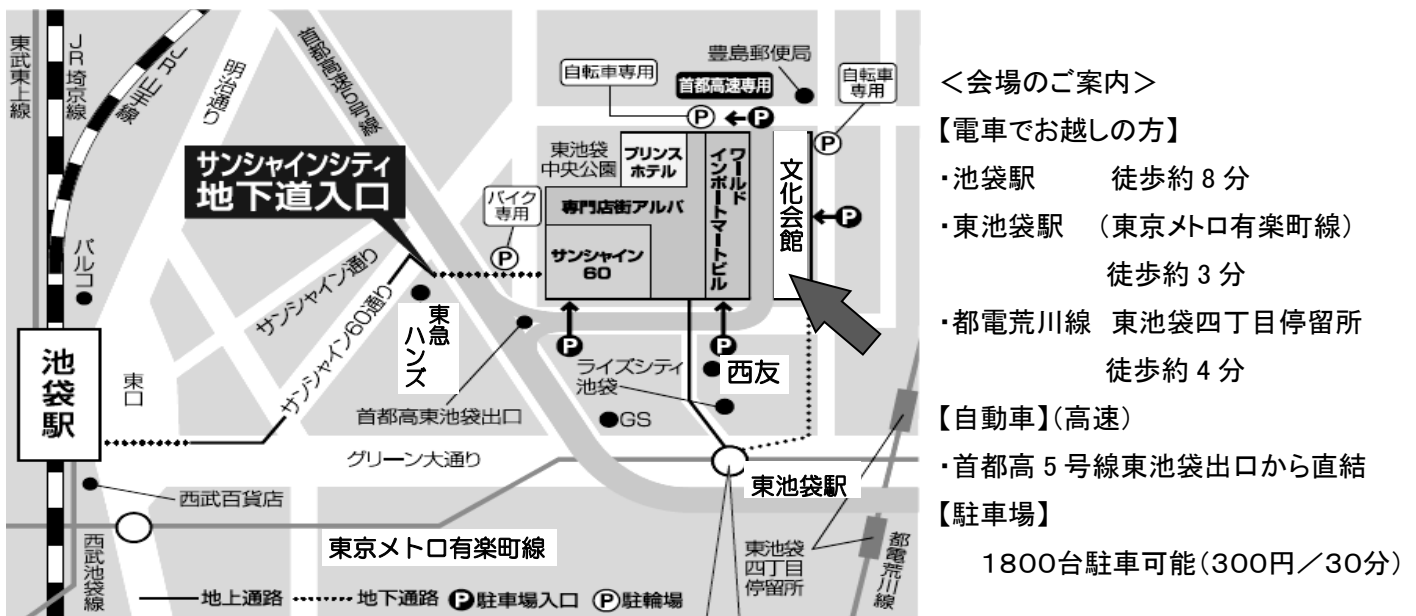 東武東上線
JR埼京線
JR山手線
明治通り
首都高速5号線
豊島郵便局
自転車専用
首都高速専用
自転車
専用
サンシャインシティ
地下道入口
バイク
専用
東池袋
中央公園
プリンス
ホテル
専門店街アルパ
サンシャイン
60
ワールド
インポートマートビル
文化会館
パルコ
サンシャイン通り
サンシャイン60通り
東急
ハンズ
池袋駅
東口
首都高東池袋出口
ライズシティ
池袋
西友
GS
グリーン大通り
西武百貨店
東池袋駅
東京メトロ有楽町線
西武池袋線
東池袋
四丁目
停留所
都電荒川線
地上通路 地下通路 P駐車場入口 P駐輪場
＜会場のご案内＞
【電車でお越しの方】
・池袋駅 徒歩約8分
・東池袋駅 （東京メトロ有楽町線）
徒歩約3分
・都電荒川線 東池袋四丁目停留所
徒歩約4分
【自動車】（高速）
・首都高5号線東池袋出口から直結
【駐車場】
1800台駐車可能（300円／30分）